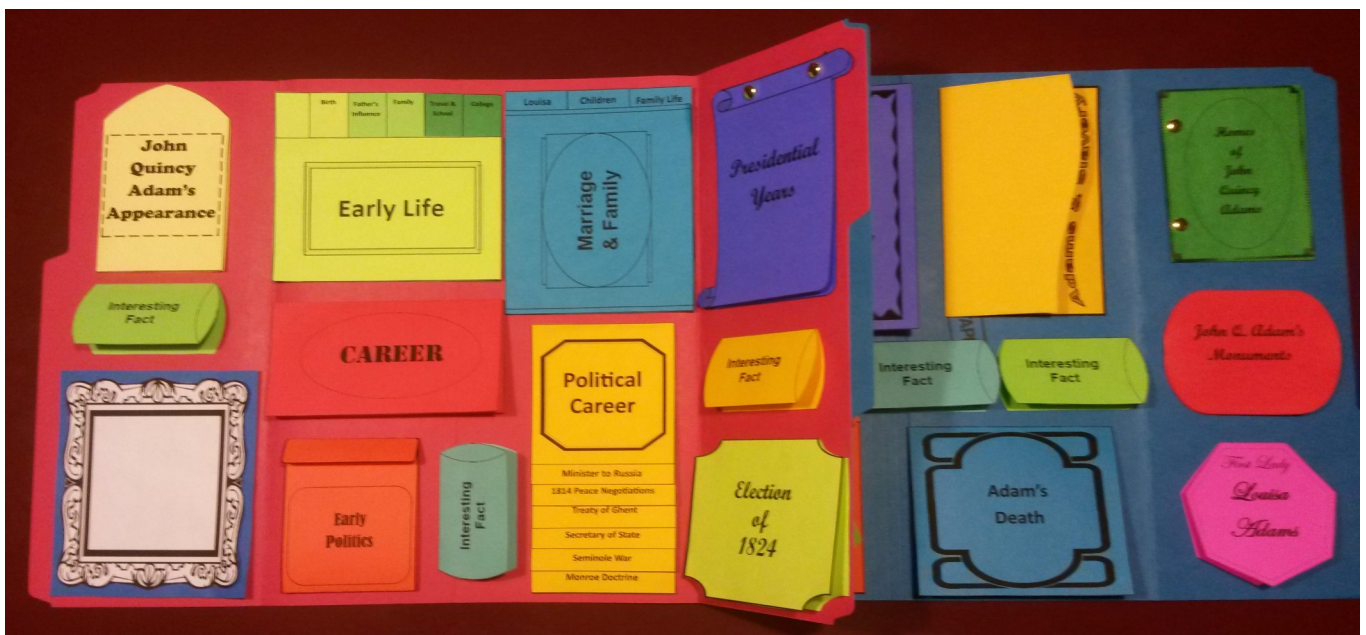 John
Quincy
Adam's
Appearance
Interesting
Fact
Birth
Father's
Influence
Family
Travel &
School
College
Early Life
CAREER
Early
Politics
Interesting
Fact
Louisa
Children
Family Life
Marriage
& Family
Political
Career
Minister to Russia
1814 Peace Negotiations
Treaty of Ghent
Secretary of State
Seminole War
Monroe Doctrine
Presidential
Years
Interesting
Fact
Election
of
1824
Interesting
Fact
Interesting
Fact
Adam's
Death
Homes
of
John
Quincy
Adams
John Q. Adam's
Monuments
First Lady
Louisa
Adams